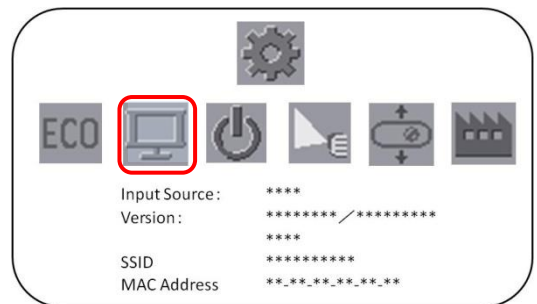 ECO
Input Source : ****
Version : ********／*********
****
SSID **********
MAC Address **-**-**-**-**-**